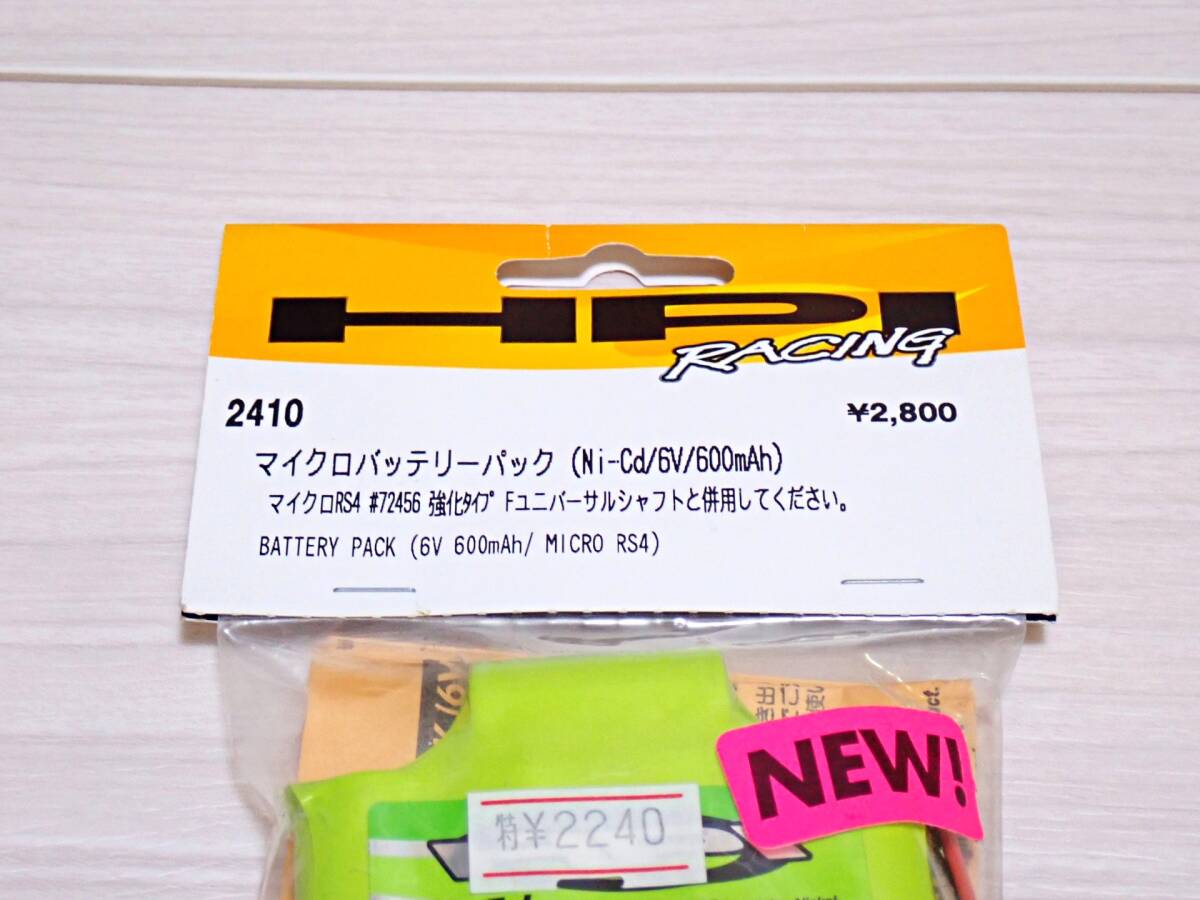 HPI
RACING
2410
¥2,800
マイクロバッテリーパック (Ni-Cd/6V/600mAh)
マイクロRS4 #72456 強化ﾀｲﾌﾟ Fユニバーサルシャフトと併用してください。
BATTERY PACK (6V 600mAh/ MICRO RS4)
NEW!
特¥2240